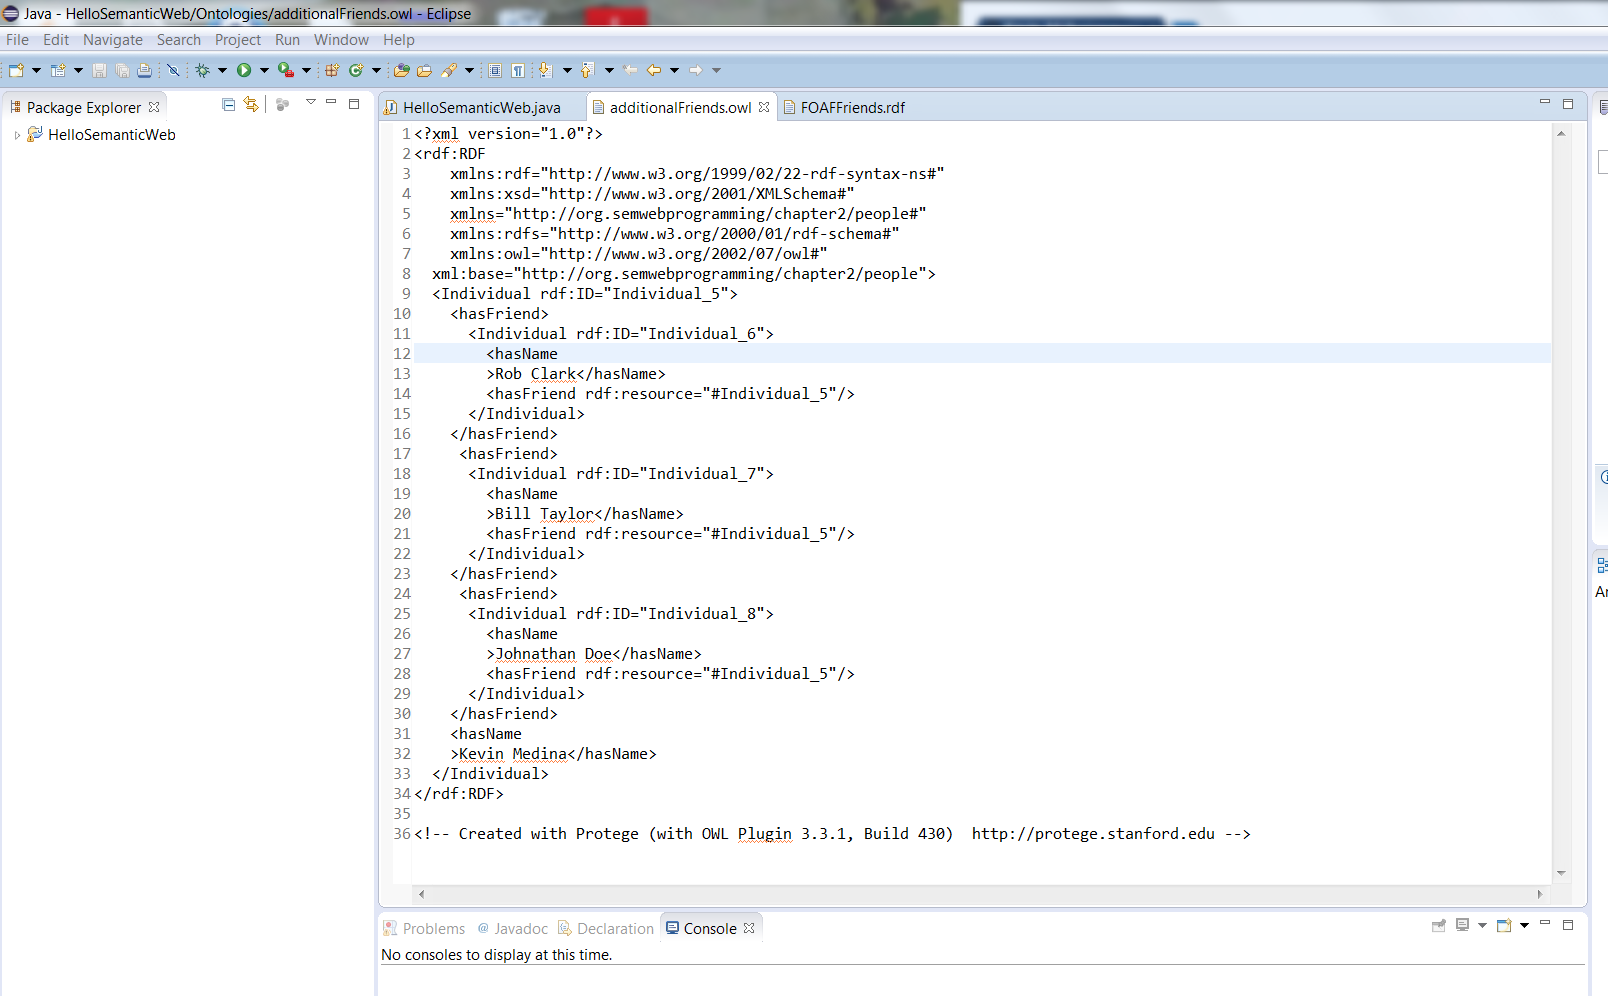 Java - HelloSemanticWeb/Ontologies/additionalFriends.owl - Eclipse
File Edit Navigate Search Project Run Window Help
Package Explorer
HelloSemanticWeb
HelloSemanticWeb.java additionalFriends.owl FOAFFriends.rdf
1 <?xml version="1.0"?>
2 <rdf:RDF
3     xmlns:rdf="http://www.w3.org/1999/02/22-rdf-syntax-ns#"
4     xmlns:xsd="http://www.w3.org/2001/XMLSchema#"
5     xmlns="http://org.semwebprogramming/chapter2/people#"
6     xmlns:rdfs="http://www.w3.org/2000/01/rdf-schema#"
7     xmlns:owl="http://www.w3.org/2002/07/owl#"
8   xml:base="http://org.semwebprogramming/chapter2/people">
9   <Individual rdf:ID="Individual_5">
10     <hasFriend>
11       <Individual rdf:ID="Individual_6">
12         <hasName
13         >Rob Clark</hasName>
14         <hasFriend rdf:resource="#Individual_5"/>
15       </Individual>
16     </hasFriend>
17      <hasFriend>
18       <Individual rdf:ID="Individual_7">
19         <hasName
20         >Bill Taylor</hasName>
21         <hasFriend rdf:resource="#Individual_5"/>
22       </Individual>
23     </hasFriend>
24      <hasFriend>
25       <Individual rdf:ID="Individual_8">
26         <hasName
27         >Johnathan Doe</hasName>
28         <hasFriend rdf:resource="#Individual_5"/>
29       </Individual>
30     </hasFriend>
31     <hasName
32     >Kevin Medina</hasName>
33   </Individual>
34 </rdf:RDF>
35
36 <!-- Created with Protege (with OWL Plugin 3.3.1, Build 430)  http://protege.stanford.edu -->
Problems @ Javadoc Declaration Console
No consoles to display at this time.